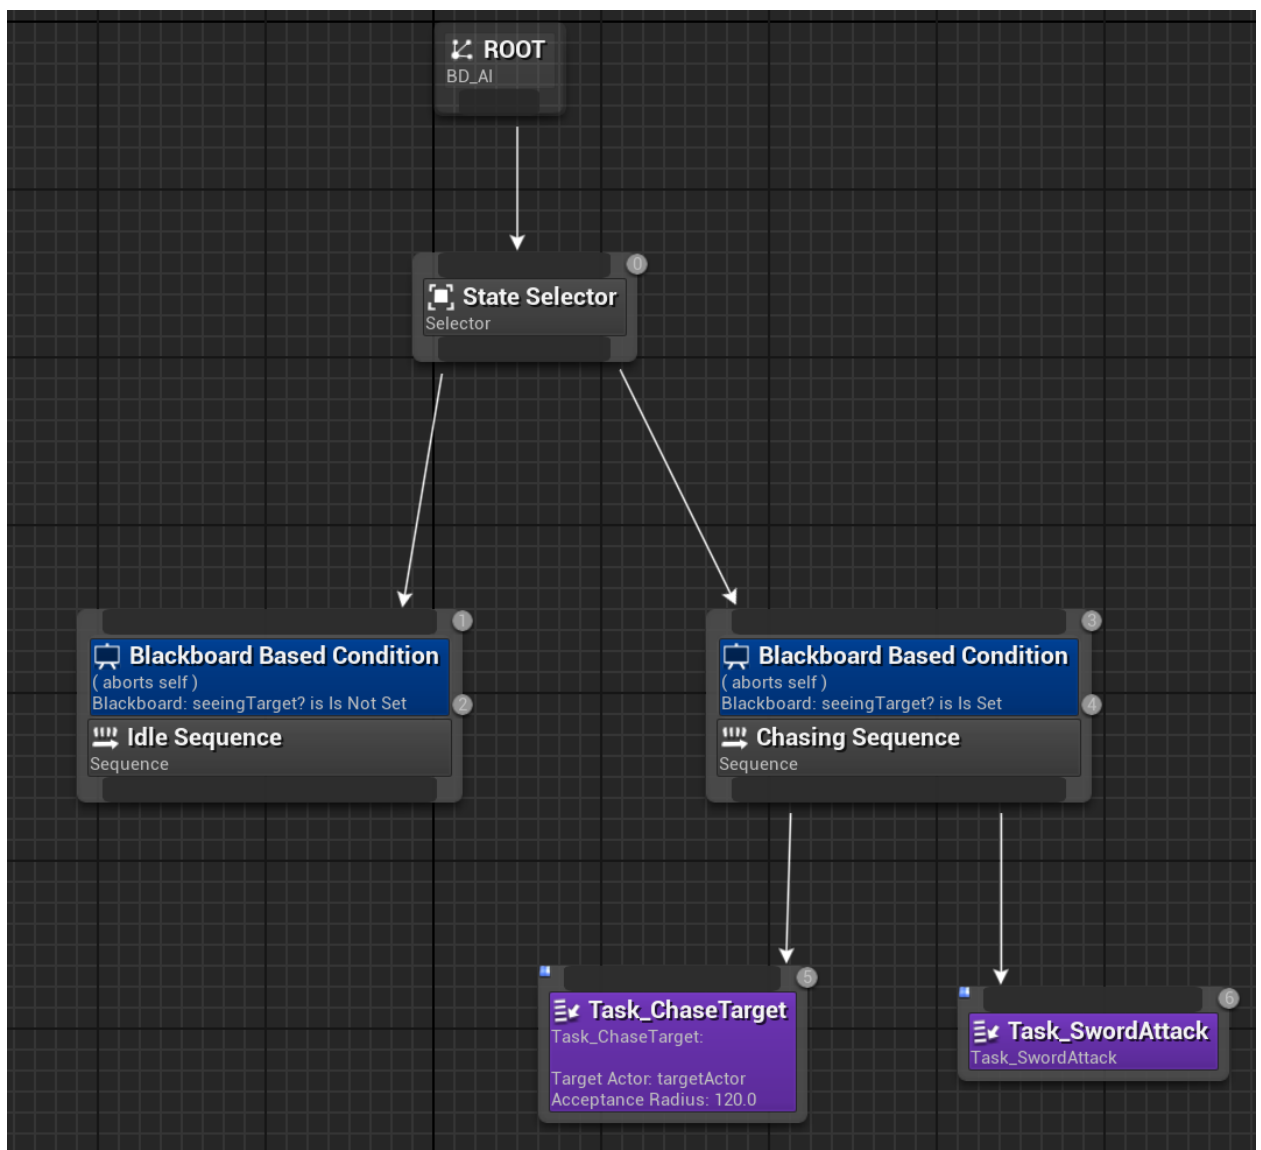 ROOT
BD_AI
0
State Selector
Selector
1
Blackboard Based Condition
( aborts self )
Blackboard: seeingTarget? is Is Not Set
2
Idle Sequence
Sequence
3
Blackboard Based Condition
( aborts self )
Blackboard: seeingTarget? is Is Set
4
Chasing Sequence
Sequence
5
Task_ChaseTarget
Task_ChaseTarget:
Target Actor: targetActor
Acceptance Radius: 120.0
6
Task_SwordAttack
Task_SwordAttack